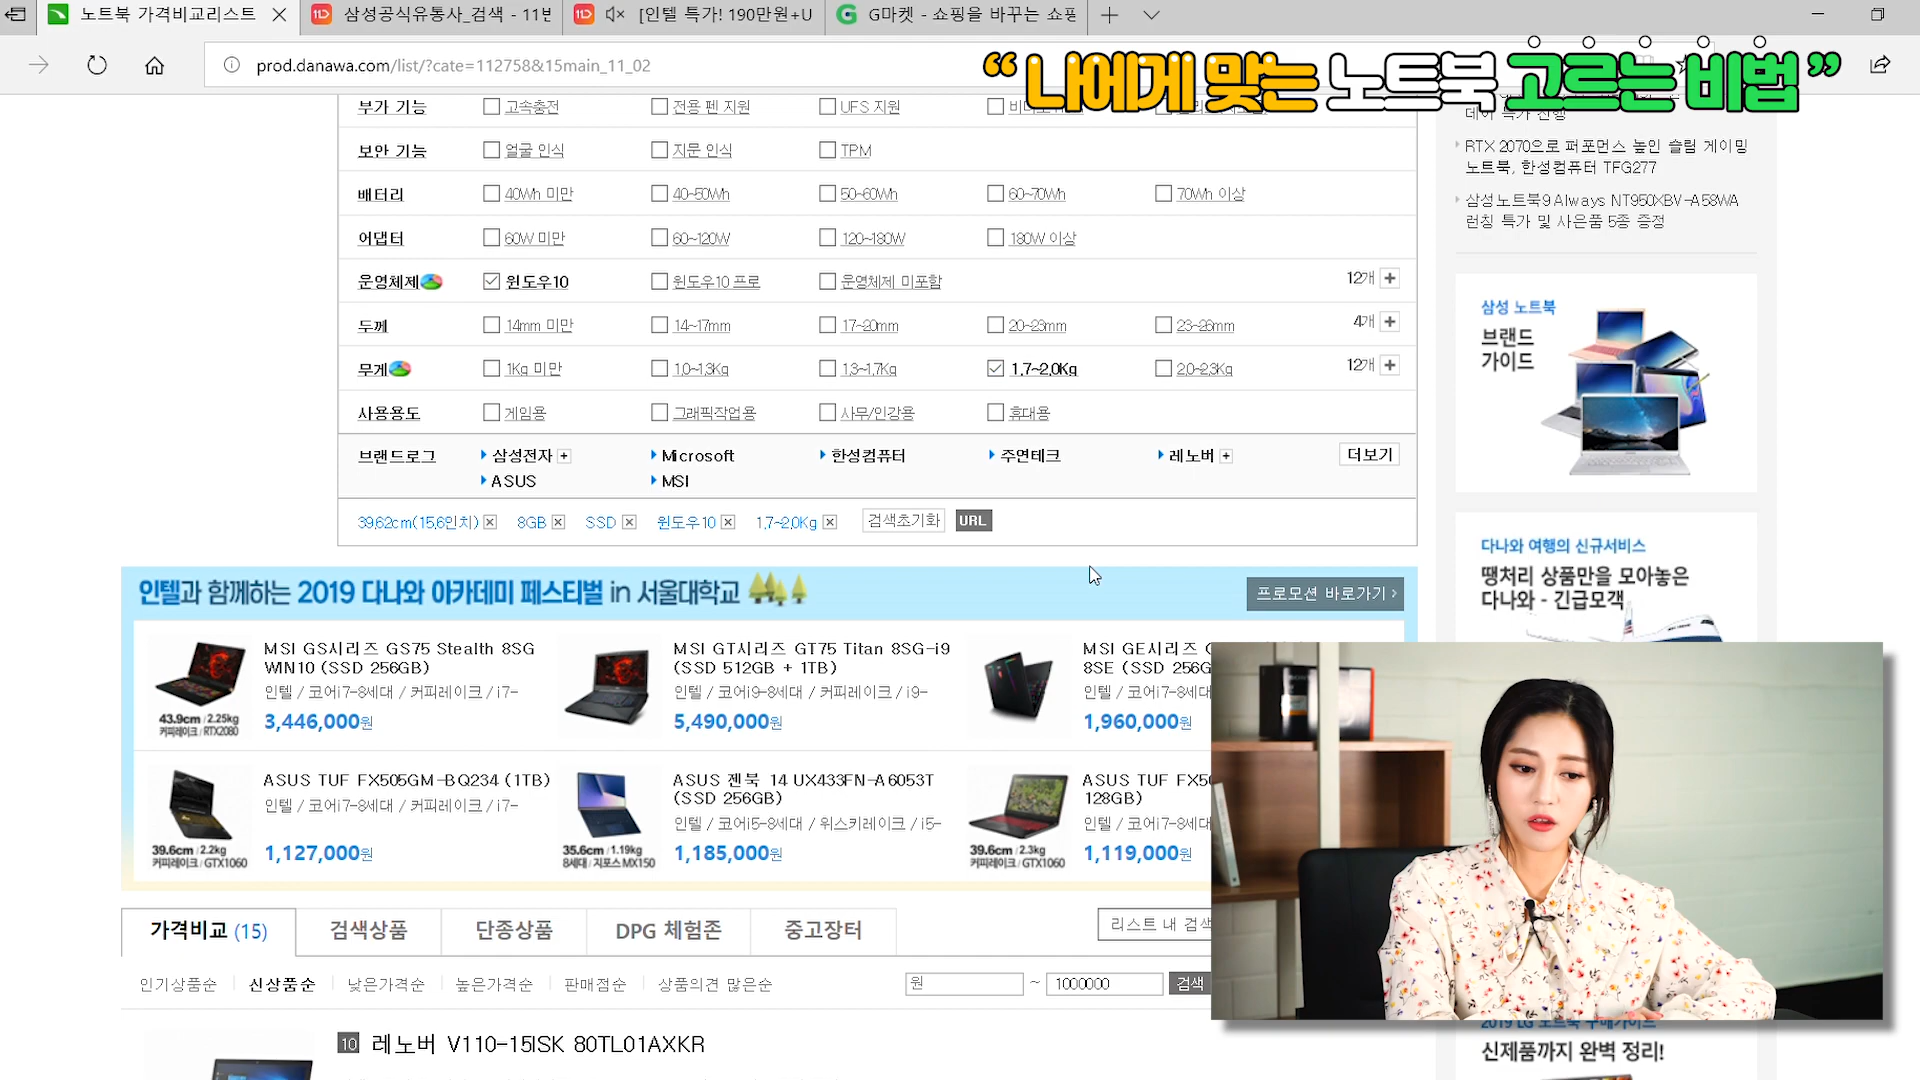 노트북 가격비교리스트
삼성공식유통사_검색 - 11번
[인텔 특가! 190만원+U
G마켓 - 쇼핑을 바꾸는 쇼핑
prod.danawa.com/list/?cate=112758&15main_11_02
“나에게 맞는 노트북 고르는 비법”
부가 기능 고속충전 전용 펜 지원 UFS 지원
보안 기능 얼굴 인식 지문 인식 TPM
배터리 40Wh 미만 40~50Wh 50~60Wh 60~70Wh 70Wh 이상
어댑터 60W 미만 60~120W 120~180W 180W 이상
운영체제 윈도우10 윈도우10 프로 운영체제 미포함 12개
두께 14mm 미만 14~17mm 17~20mm 20~23mm 23~26mm 4개
무게 1Kg 미만 1.0~1.3Kg 1.3~1.7Kg 1.7~2.0Kg 2.0~2.3Kg 12개
사용용도 게임용 그래픽작업용 사무/인강용 휴대용
브랜드로그 삼성전자 Microsoft 한성컴퓨터 주연테크 레노버 더보기
ASUS MSI
39.62cm(15.6인치) 8GB SSD 윈도우10 1.7~2.0Kg 검색초기화 URL
데이 특가 진행
RTX 2070으로 퍼포먼스 높인 슬림 게이밍
노트북, 한성컴퓨터 TFG277
삼성노트북9 Always NT950XBV-A58WA
런칭 특가 및 사은품 5종 증정
삼성 노트북
브랜드
가이드
다나와 여행의 신규서비스
땡처리 상품만을 모아놓은
다나와 - 긴급모객
인텔과 함께하는 2019 다나와 아카데미 페스티벌 in 서울대학교
프로모션 바로가기 >
MSI GS시리즈 GS75 Stealth 8SG
WIN10 (SSD 256GB)
인텔 / 코어i7-8세대 / 커피레이크 / i7-
3,446,000원
43.9cm / 2.25kg
커피레이크 / RTX2080
MSI GT시리즈 GT75 Titan 8SG-i9
(SSD 512GB + 1TB)
인텔 / 코어i9-8세대 / 커피레이크 / i9-
5,490,000원
MSI GE시리즈
8SE (SSD 256G
인텔 / 코어i7-8세대
1,960,000원
ASUS TUF FX505GM-BQ234 (1TB)
인텔 / 코어i7-8세대 / 커피레이크 / i7-
1,127,000원
39.6cm / 2.2kg
커피레이크 / GTX1060
ASUS 젠북 14 UX433FN-A6053T
(SSD 256GB)
인텔 / 코어i5-8세대 / 위스키레이크 / i5-
1,185,000원
35.6cm / 1.19kg
8세대 / 지포스 MX150
ASUS TUF FX50
128GB)
인텔 / 코어i7-8세대
1,119,000원
39.6cm / 2.3kg
커피레이크 / GTX1060
가격비교 (15) 검색상품 단종상품 DPG 체험존 중고장터
리스트 내 검색
인기상품순 신상품순 낮은가격순 높은가격순 판매점순 상품의견 많은순
원 ~ 1000000 검색
10 레노버 V110-15ISK 80TL01AXKR
2019 LG 노트북 구매가이드
신제품까지 완벽 정리!